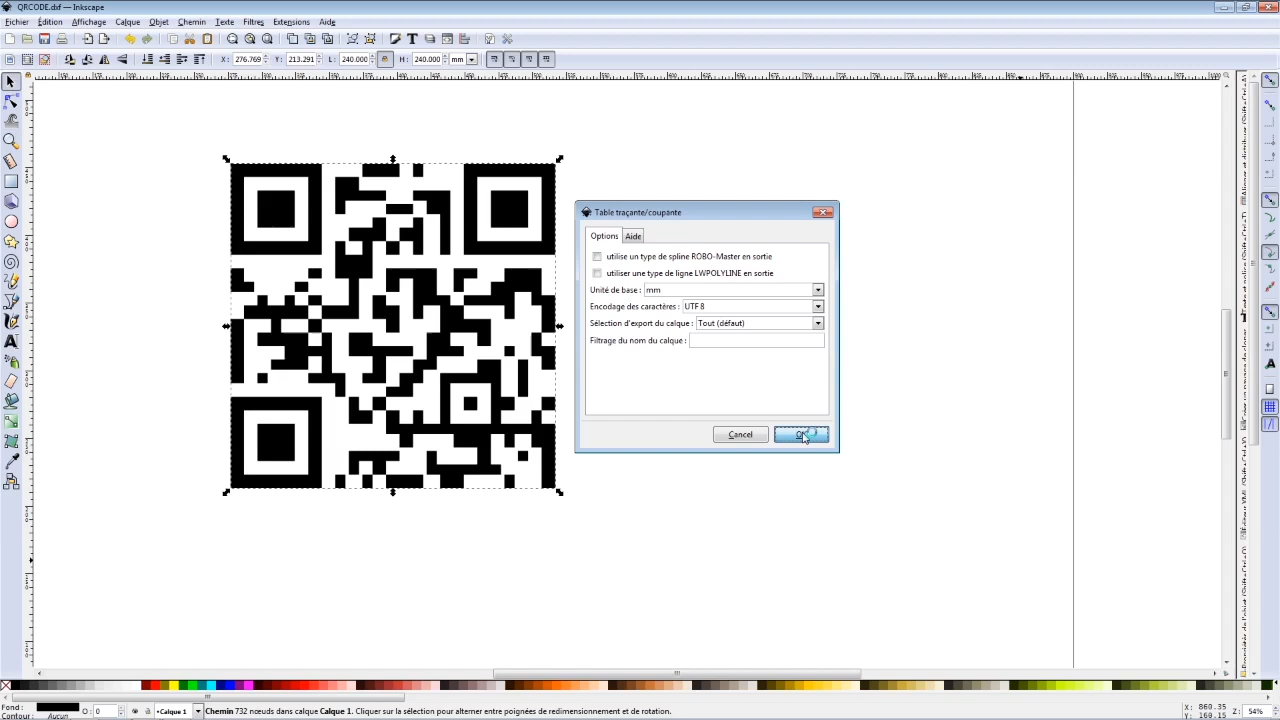 QRCODE.dxf — Inkscape
Fichier Édition Affichage Calque Objet Chemin Texte Filtres Extensions Aide
X: 276.769 Y: 213.291 L: 240.000 H: 240.000 mm
Table traçante/coupante
Options Aide
utilise un type de spline ROBO-Master en sortie
utiliser une type de ligne LWPOLYLINE en sortie
Unité de base : mm
Encodage des caractères : UTF 8
Sélection d'export du calque : Tout (défaut)
Filtrage du nom du calque :
Cancel
Fond :
Contour : Aucun
O: 0
Calque 1
Chemin 732 nœuds dans calque Calque 1. Cliquer sur la sélection pour alterner entre poignées de redimensionnement et de rotation.
X: 860.35
Y: 160.15
Z: 54%